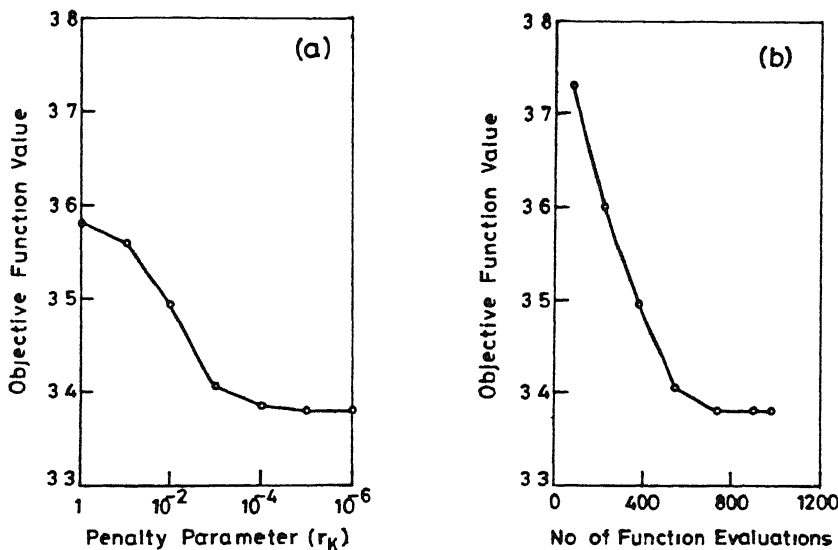 (a)
Objective Function Value
3 8
3 7
3 6
3 5
3 4
3 3
1 10^-2 10^-4 10^-6
Penalty Parameter (r_K)
(b)
Objective Function Value
3 8
3 7
3 6
3 5
3 4
3 3
0 400 800 1200
No of Function Evaluations